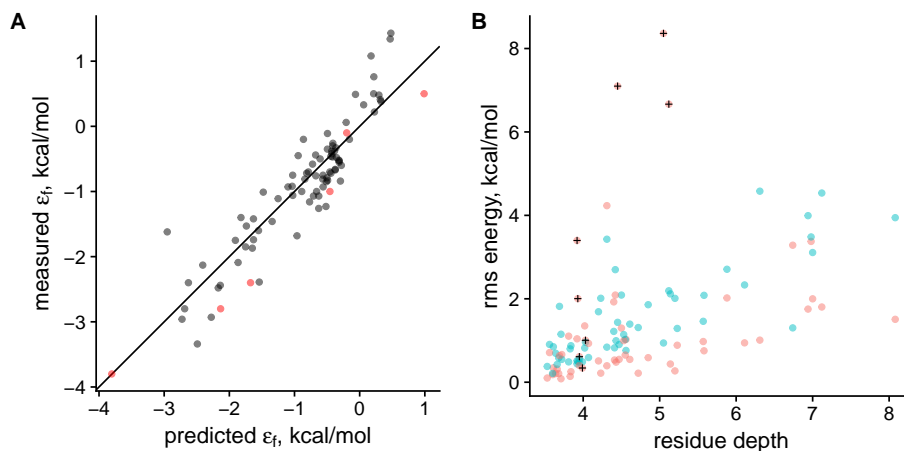 A
measured εf, kcal/mol
1
0
−1
−2
−3
−4
−4 −3 −2 −1 0 1
predicted εf, kcal/mol
B
rms energy, kcal/mol
8
6
4
2
0
4 5 6 7 8
residue depth